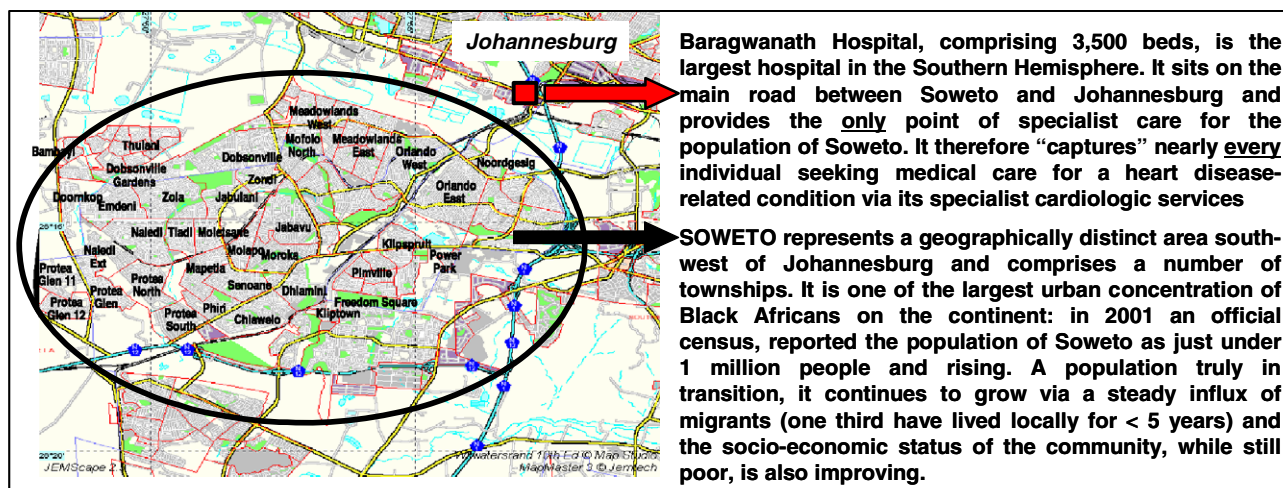 Johannesburg
Meadowlands
West
Mofolo
North
Meadowlands
East
Orlando
West
Noordgesig
Bambayi
Thulani
Dobsonville
Dobsonville
Gardens
Zondi
Orlando
East
Doornkop
Emdeni
Zola
Jabulani
Naledi
Tladi
Moletsane
Jabavu
Naledi
Ext
Molapo
Moroka
Klipspruit
Power
Park
Protea
Glen 11
Protea
Glen
Protea
North
Mapetla
Senoane
Pimville
Protea
Glen 12
Phiri
Dhlamini
Freedom Square
Protea
South
Chiawelo
Kliptown
JEMScape 2
Witwatersrand 10th Ed © Map Studio
MapMaster 3 © Jemtech
Baragwanath Hospital, comprising 3,500 beds, is the
largest hospital in the Southern Hemisphere. It sits on the
main road between Soweto and Johannesburg and
provides the only point of specialist care for the
population of Soweto. It therefore “captures” nearly every
individual seeking medical care for a heart disease-
related condition via its specialist cardiologic services
SOWETO represents a geographically distinct area south-
west of Johannesburg and comprises a number of
townships. It is one of the largest urban concentration of
Black Africans on the continent: in 2001 an official
census, reported the population of Soweto as just under
1 million people and rising. A population truly in
transition, it continues to grow via a steady influx of
migrants (one third have lived locally for < 5 years) and
the socio-economic status of the community, while still
poor, is also improving.